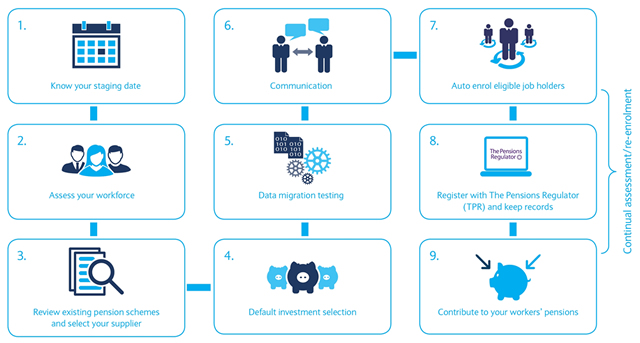 1.
Know your staging date
2.
Assess your workforce
3.
Review existing pension schemes
and select your supplier
4.
Default investment selection
5.
010 010
101 101
010 010
Data migration testing
6.
Communication
7.
Auto enrol eligible job holders
8.
The Pensions
Regulator
Register with The Pensions Regulator
(TPR) and keep records
9.
Contribute to your workers' pensions
Continual assessment/re-enrolment